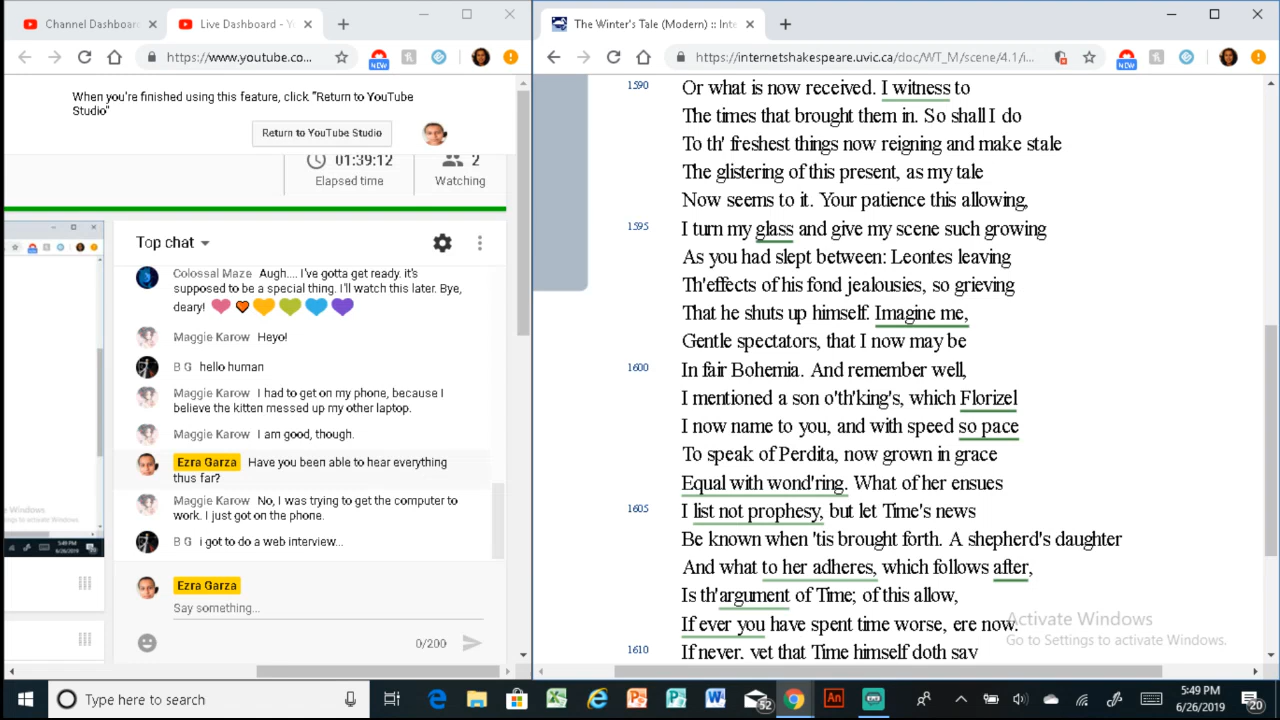 Channel Dashboard
Live Dashboard - Yo
The Winter's Tale (Modern) :: Inte
https://www.youtube.co...
NEW
https://internetshakespeare.uvic.ca/doc/WT_M/scene/4.1/i...
NEW
When you're finished using this feature, click "Return to YouTube
Studio"
Return to YouTube Studio
01:39:12
Elapsed time
2
Watching
Top chat
Colossal Maze Augh.... I've gotta get ready. it's
supposed to be a special thing. I'll watch this later. Bye,
deary!
Maggie Karow Heyo!
B G hello human
Maggie Karow I had to get on my phone, because I
believe the kitten messed up my other laptop.
Maggie Karow I am good, though.
Ezra Garza Have you been able to hear everything
thus far?
Maggie Karow No, I was trying to get the computer to
work. I just got on the phone.
B G i got to do a web interview...
Ezra Garza
Say something...
0/200
1590 Or what is now received. I witness to
The times that brought them in. So shall I do
To th' freshest things now reigning and make stale
The glistering of this present, as my tale
Now seems to it. Your patience this allowing,
1595 I turn my glass and give my scene such growing
As you had slept between: Leontes leaving
Th'effects of his fond jealousies, so grieving
That he shuts up himself. Imagine me,
Gentle spectators, that I now may be
1600 In fair Bohemia. And remember well,
I mentioned a son o'th'king's, which Florizel
I now name to you, and with speed so pace
To speak of Perdita, now grown in grace
Equal with wond'ring. What of her ensues
1605 I list not prophesy, but let Time's news
Be known when 'tis brought forth. A shepherd's daughter
And what to her adheres, which follows after,
Is th'argument of Time; of this allow,
If ever you have spent time worse, ere now.
1610 If never, yet that Time himself doth say
Activate Windows
Go to Settings to activate Windows.
Type here to search
52
5:49 PM
6/26/2019
20